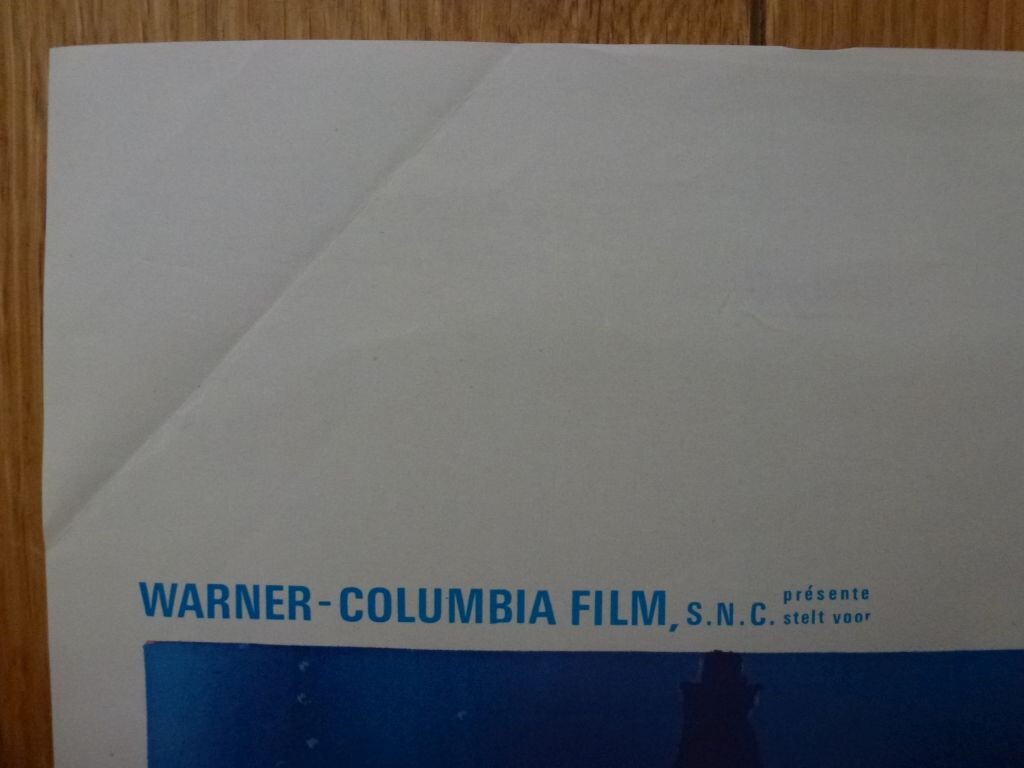 WARNER-COLUMBIA FILM, S.N.C. présente
stelt voor